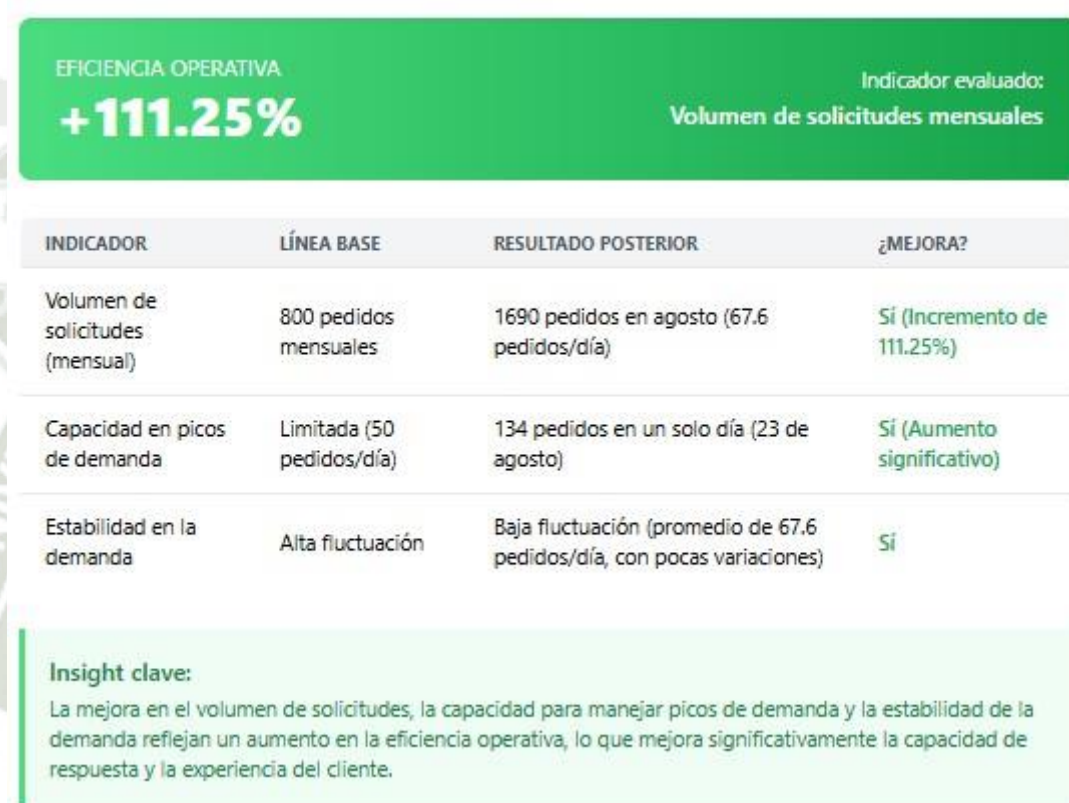 EFICIENCIA OPERATIVA
+111.25%
Indicador evaluado:
Volumen de solicitudes mensuales
INDICADOR
LÍNEA BASE
RESULTADO POSTERIOR
¿MEJORA?
Volumen de
solicitudes
(mensual)
800 pedidos
mensuales
1690 pedidos en agosto (67.6
pedidos/día)
Sí (Incremento de
111.25%)
Capacidad en picos
de demanda
Limitada (50
pedidos/día)
134 pedidos en un solo día (23 de
agosto)
Sí (Aumento
significativo)
Estabilidad en la
demanda
Alta fluctuación
Baja fluctuación (promedio de 67.6
pedidos/día, con pocas variaciones)
Sí
Insight clave:
La mejora en el volumen de solicitudes, la capacidad para manejar picos de demanda y la estabilidad de la
demanda reflejan un aumento en la eficiencia operativa, lo que mejora significativamente la capacidad de
respuesta y la experiencia del cliente.